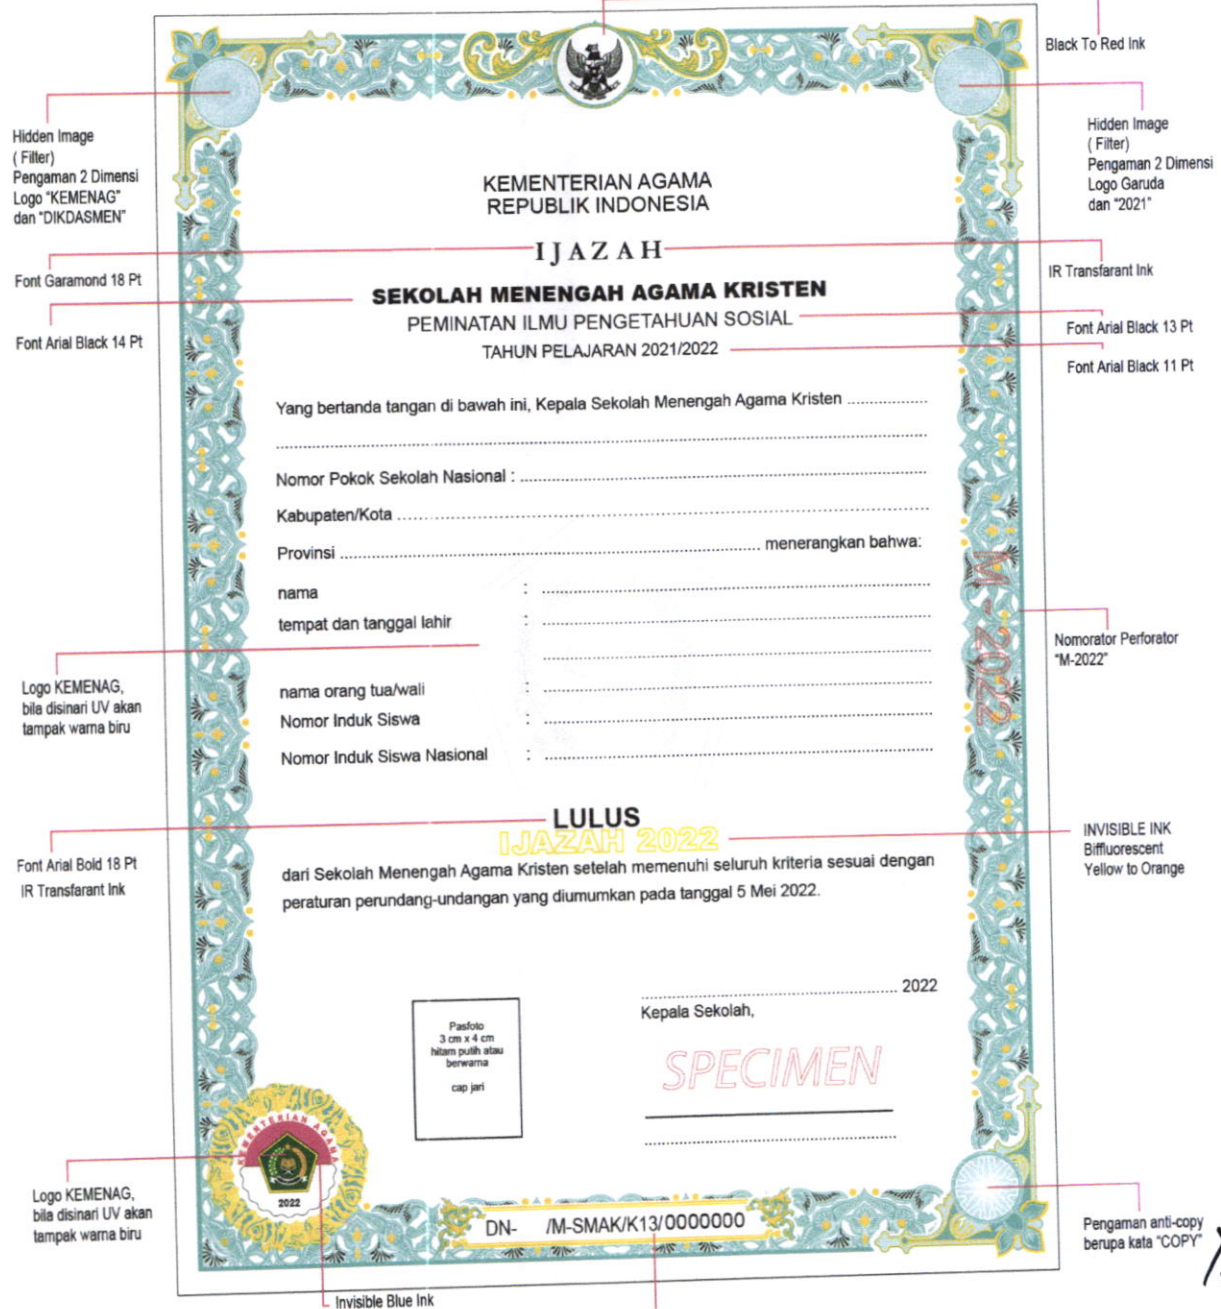 Black To Red Ink
Hidden Image
( Filter)
Pengaman 2 Dimensi
Logo "KEMENAG"
dan "DIKDASMEN"
Hidden Image
( Filter)
Pengaman 2 Dimensi
Logo Garuda
dan "2021"
KEMENTERIAN AGAMA
REPUBLIK INDONESIA
IJAZAH
Font Garamond 18 Pt
IR Transfarant Ink
SEKOLAH MENENGAH AGAMA KRISTEN
Font Arial Black 14 Pt
PEMINATAN ILMU PENGETAHUAN SOSIAL
Font Arial Black 13 Pt
TAHUN PELAJARAN 2021/2022
Font Arial Black 11 Pt
Yang bertanda tangan di bawah ini, Kepala Sekolah Menengah Agama Kristen ................
Nomor Pokok Sekolah Nasional : ................
Kabupaten/Kota ................
Provinsi ................ menerangkan bahwa:
nama : ................
tempat dan tanggal lahir : ................
nama orang tua/wali : ................
Nomor Induk Siswa : ................
Nomor Induk Siswa Nasional : ................
M - 2022
Nomorator Perforator
"M-2022"
Logo KEMENAG,
bila disinari UV akan
tampak warna biru
LULUS
IJAZAH 2022
Font Arial Bold 18 Pt
IR Transfarant Ink
INVISIBLE INK
Biffluorescent
Yellow to Orange
dari Sekolah Menengah Agama Kristen setelah memenuhi seluruh kriteria sesuai dengan
peraturan perundang-undangan yang diumumkan pada tanggal 5 Mei 2022.
................ 2022
Kepala Sekolah,
SPECIMEN
Pasfoto
3 cm x 4 cm
hitam putih atau
berwarna
cap jari
KEMENTERIAN AGAMA
2022
Logo KEMENAG,
bila disinari UV akan
tampak warna biru
DN- /M-SMAK/K13/0000000
Pengaman anti-copy
berupa kata "COPY"
Invisible Blue Ink